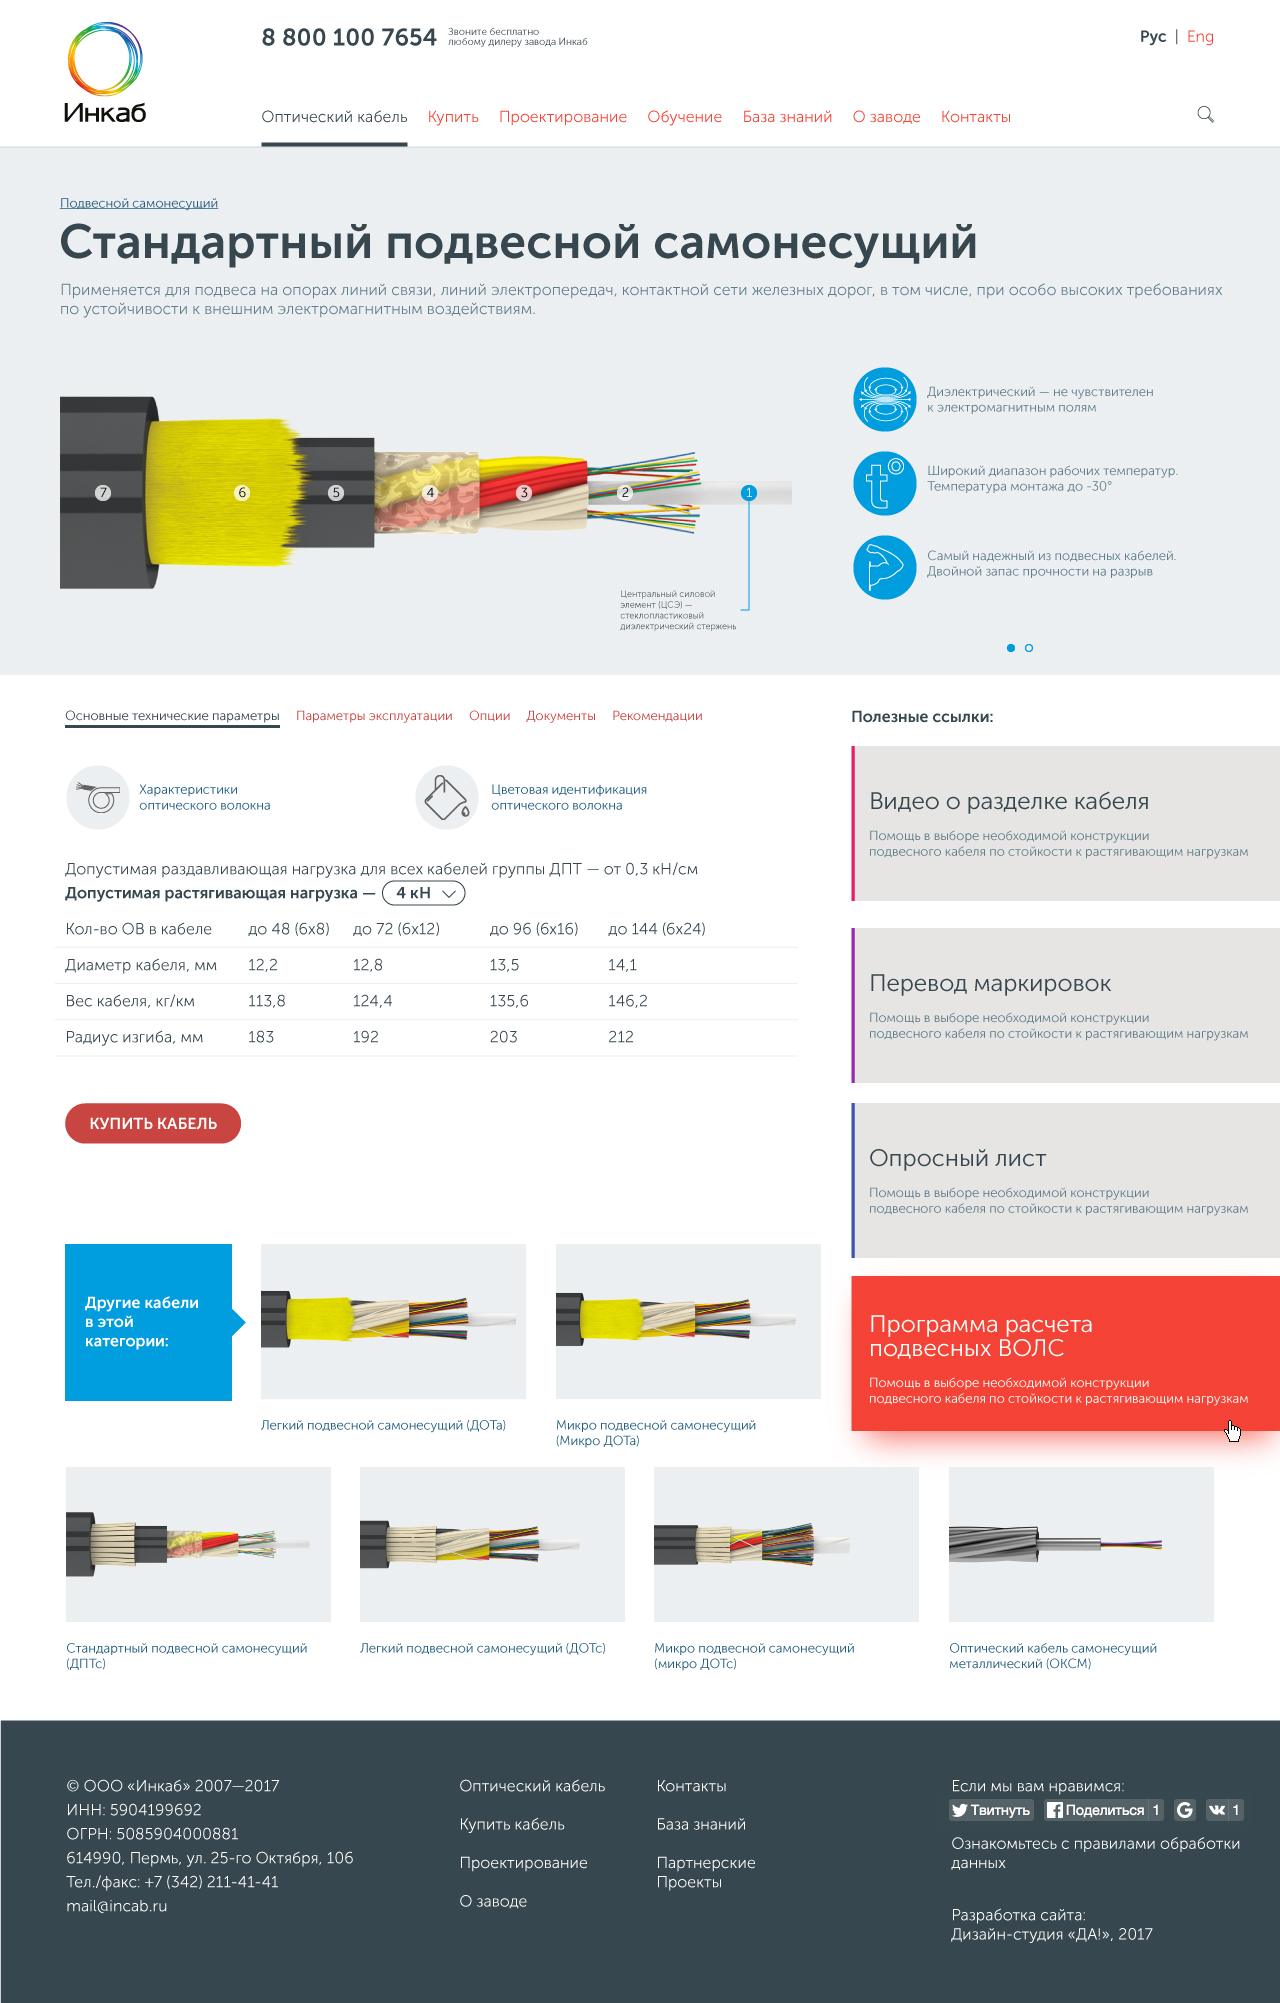 Инкаб
8 800 100 7654
Звоните бесплатно
любому дилеру завода Инкаб
Рус | Eng
Оптический кабель Купить Проектирование Обучение База знаний О заводе Контакты
Подвесной самонесущий
Стандартный подвесной самонесущий
Применяется для подвеса на опорах линий связи, линий электропередач, контактной сети железных дорог, в том числе, при особо высоких требованиях
по устойчивости к внешним электромагнитным воздействиям.
7 6 5 4 3 2 1
Центральный силовой
элемент (ЦСЭ) —
стеклопластиковый
диэлектрический стержень
Диэлектрический — не чувствителен
к электромагнитным полям
t°
Широкий диапазон рабочих температур.
Температура монтажа до -30°
Самый надежный из подвесных кабелей.
Двойной запас прочности на разрыв
Основные технические параметры Параметры эксплуатации Опции Документы Рекомендации
Характеристики
оптического волокна
Цветовая идентификация
оптического волокна
Допустимая раздавливающая нагрузка для всех кабелей группы ДПТ — от 0,3 кН/см
Допустимая растягивающая нагрузка — 4 кН
Кол-во ОВ в кабеле до 48 (6x8) до 72 (6x12) до 96 (6x16) до 144 (6x24)
Диаметр кабеля, мм 12,2 12,8 13,5 14,1
Вес кабеля, кг/км 113,8 124,4 135,6 146,2
Радиус изгиба, мм 183 192 203 212
КУПИТЬ КАБЕЛЬ
Полезные ссылки:
Видео о разделке кабеля
Помощь в выборе необходимой конструкции
подвесного кабеля по стойкости к растягивающим нагрузкам
Перевод маркировок
Помощь в выборе необходимой конструкции
подвесного кабеля по стойкости к растягивающим нагрузкам
Опросный лист
Помощь в выборе необходимой конструкции
подвесного кабеля по стойкости к растягивающим нагрузкам
Программа расчета
подвесных ВОЛС
Помощь в выборе необходимой конструкции
подвесного кабеля по стойкости к растягивающим нагрузкам
Другие кабели
в этой
категории:
Легкий подвесной самонесущий (ДОТа)
Микро подвесной самонесущий
(Микро ДОТа)
Стандартный подвесной самонесущий
(ДПТс)
Легкий подвесной самонесущий (ДОТс)
Микро подвесной самонесущий
(микро ДОТс)
Оптический кабель самонесущий
металлический (ОКСМ)
© ООО «Инкаб» 2007—2017
ИНН: 5904199692
ОГРН: 5085904000881
614990, Пермь, ул. 25-го Октября, 106
Тел./факс: +7 (342) 211-41-41
mail@incab.ru
Оптический кабель
Купить кабель
Проектирование
О заводе
Контакты
База знаний
Партнерские
Проекты
Если мы вам нравимся:
Твитнуть Поделиться 1 G 1
Ознакомьтесь с правилами обработки
данных
Разработка сайта:
Дизайн-студия «ДА!», 2017